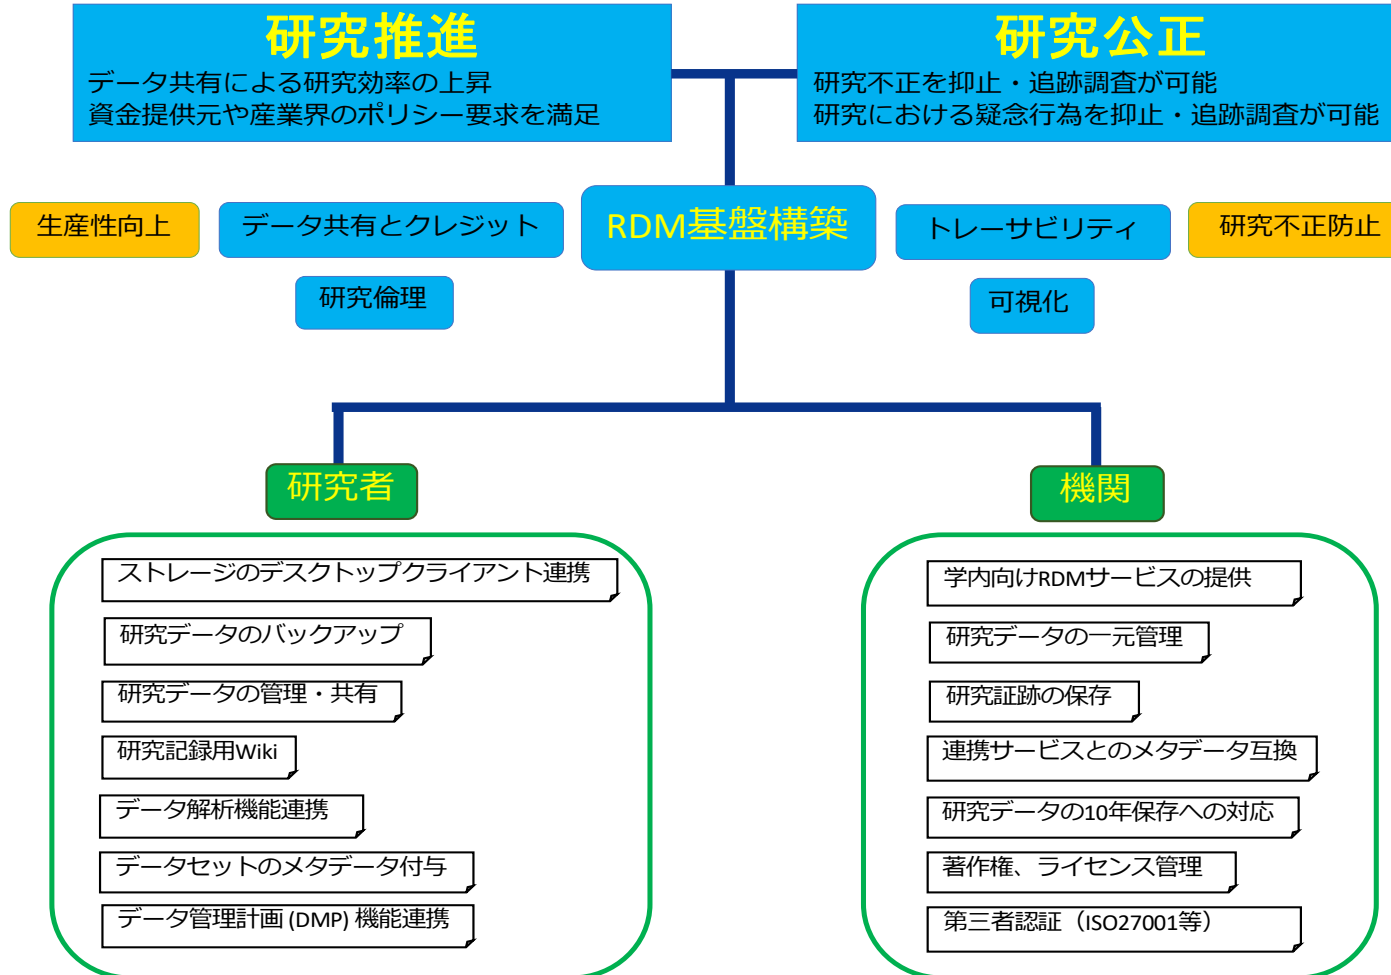 研究推進
データ共有による研究効率の上昇
資金提供元や産業界のポリシー要求を満足
研究公正
研究不正を抑止・追跡調査が可能
研究における疑念行為を抑止・追跡調査が可能
生産性向上
データ共有とクレジット
RDM基盤構築
トレーサビリティ
研究不正防止
研究倫理
可視化
研究者
機関
ストレージのデスクトップクライアント連携
研究データのバックアップ
研究データの管理・共有
研究記録用Wiki
データ解析機能連携
データセットのメタデータ付与
データ管理計画 (DMP) 機能連携
学内向けRDMサービスの提供
研究データの一元管理
研究証跡の保存
連携サービスとのメタデータ互換
研究データの10年保存への対応
著作権、ライセンス管理
第三者認証（ISO27001等）